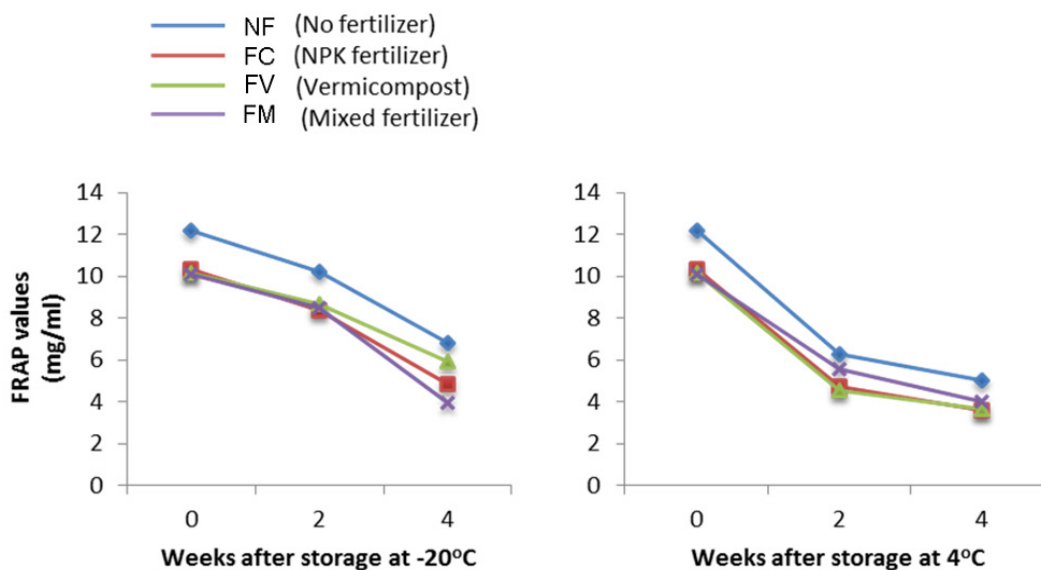 NF (No fertilizer)
FC (NPK fertilizer)
FV (Vermicompost)
FM (Mixed fertilizer)
FRAP values
(mg/ml)
14
12
10
8
6
4
2
0
0 2 4
Weeks after storage at -20°C
14
12
10
8
6
4
2
0
0 2 4
Weeks after storage at 4°C